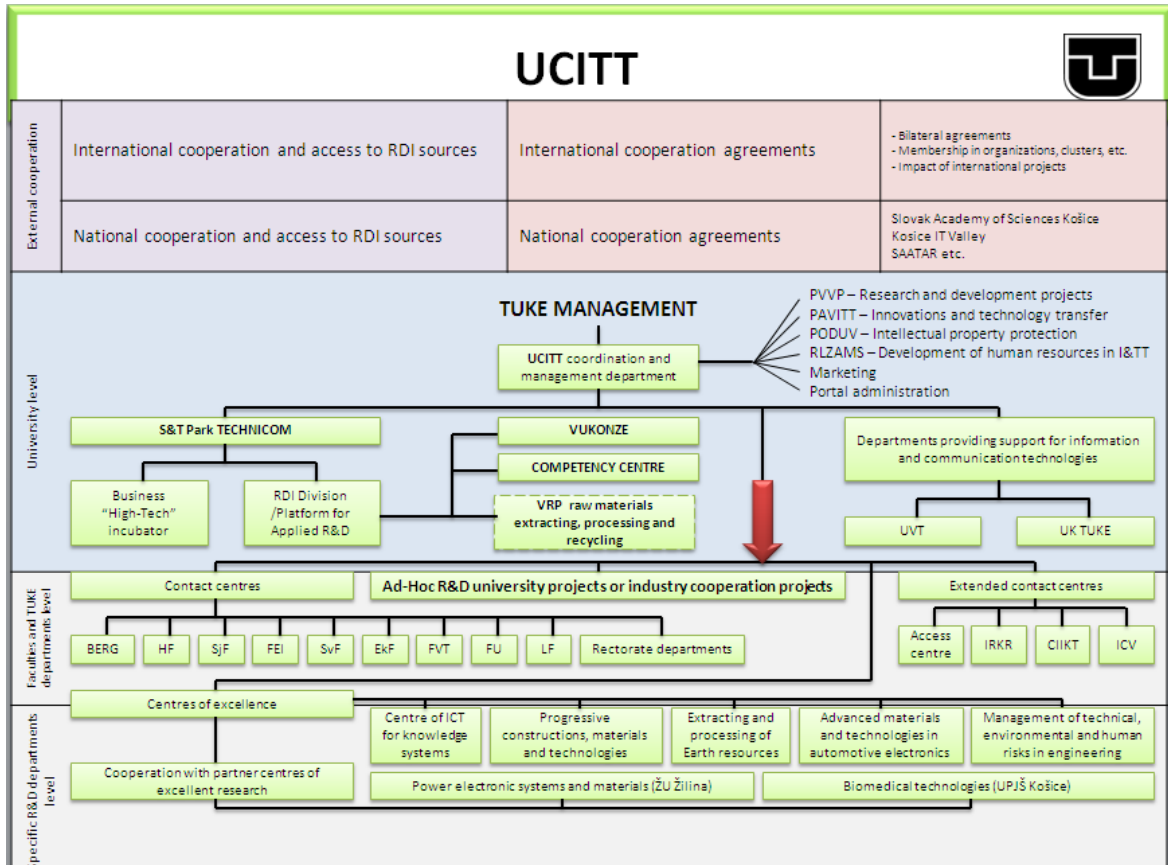 UCITT
External cooperation
International cooperation and access to RDI sources
International cooperation agreements
- Bilateral agreements
- Membership in organizations, clusters, etc.
- Impact of international projects
National cooperation and access to RDI sources
National cooperation agreements
Slovak Academy of Sciences Košice
Kosice IT Valley
SAATAR etc.
University level
TUKE MANAGEMENT
UCITT coordination and
management department
PVVP – Research and development projects
PAVITT – Innovations and technology transfer
PODUV – Intellectual property protection
RLZAMS – Development of human resources in I&TT
Marketing
Portal administration
S&T Park TECHNICOM
Business
“High-Tech”
incubator
RDI Division
/Platform for
Applied R&D
VUKONZE
COMPETENCY CENTRE
VRP raw materials
extracting, processing and
recycling
Departments providing support for information
and communication technologies
UVT
UK TUKE
Faculties and TUKE
departments level
Contact centres
Ad-Hoc R&D university projects or industry cooperation projects
Extended contact centres
BERG
HF
SjF
FEI
SvF
EkF
FVT
FU
LF
Rectorate departments
Access
centre
IRKR
CIIKT
ICV
Specific R&D departments
level
Centres of excellence
Centre of ICT
for knowledge
systems
Progressive
constructions, materials
and technologies
Extracting and
processing of
Earth resources
Advanced materials
and technologies in
automotive electronics
Management of technical,
environmental and human
risks in engineering
Cooperation with partner centres of
excellent research
Power electronic systems and materials (ŽU Žilina)
Biomedical technologies (UPJŠ Košice)